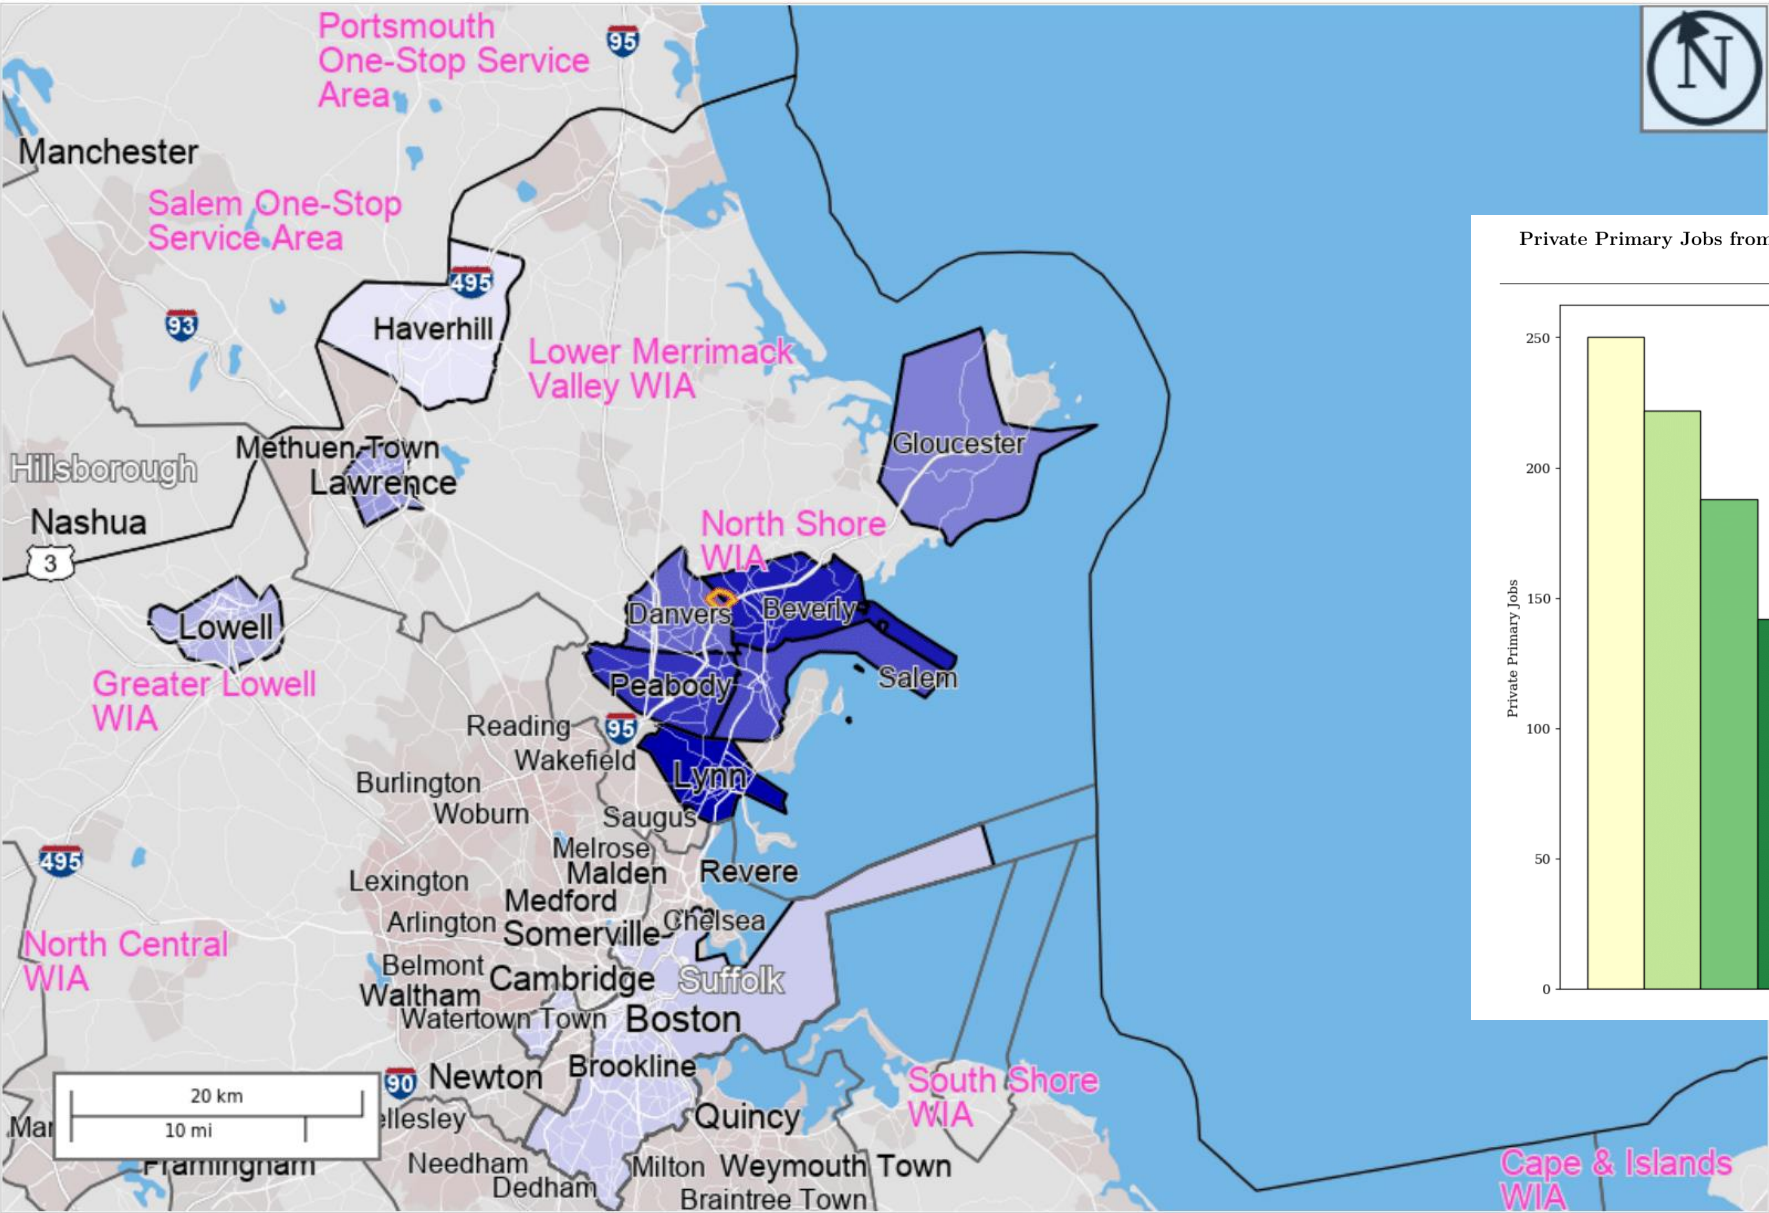 Portsmouth
One-Stop Service
Area
95
N
Manchester
Salem One-Stop
Service Area
Private Primary Jobs from
495
93
Haverhill
Lower Merrimack
Valley WIA
250
Methuen Town
Gloucester
Hillsborough
Lawrence
200
Nashua
North Shore
WIA
3
Danvers
Beverly
150
Lowell
Private Primary Jobs
Salem
Peabody
Greater Lowell
WIA
Reading
95
100
Wakefield
Lynn
Burlington
Woburn
Saugus
Melrose
50
495
Malden
Revere
Lexington
Medford
Arlington
Chelsea
Somerville
North Central
WIA
Belmont
Cambridge
Suffolk
0
Waltham
Watertown Town
Boston
Brookline
90
Newton
South Shore
WIA
20 km
10 mi
Mar
ellesley
Quincy
Framingham
Needham
Milton
Weymouth Town
Cape & Islands
WIA
Dedham
Braintree Town